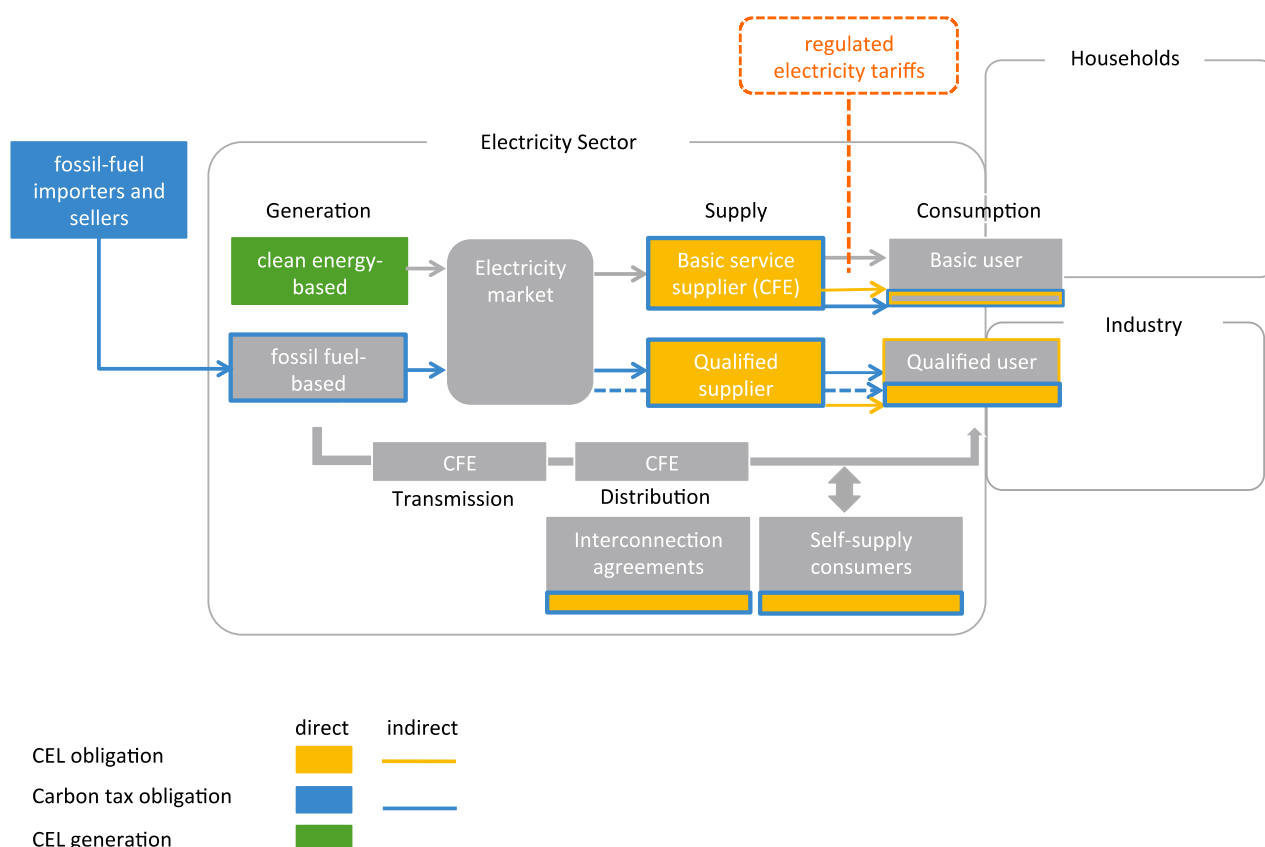 regulated
electricity tariffs
Households
Electricity Sector
fossil-fuel
importers and
sellers
Generation
Supply
Consumption
clean energy-
based
Electricity
market
Basic service
supplier (CFE)
Basic user
Industry
fossil fuel-
based
Qualified
supplier
Qualified user
CFE
CFE
Transmission
Distribution
Interconnection
agreements
Self-supply
consumers
direct
indirect
CEL obligation
Carbon tax obligation
CEL generation